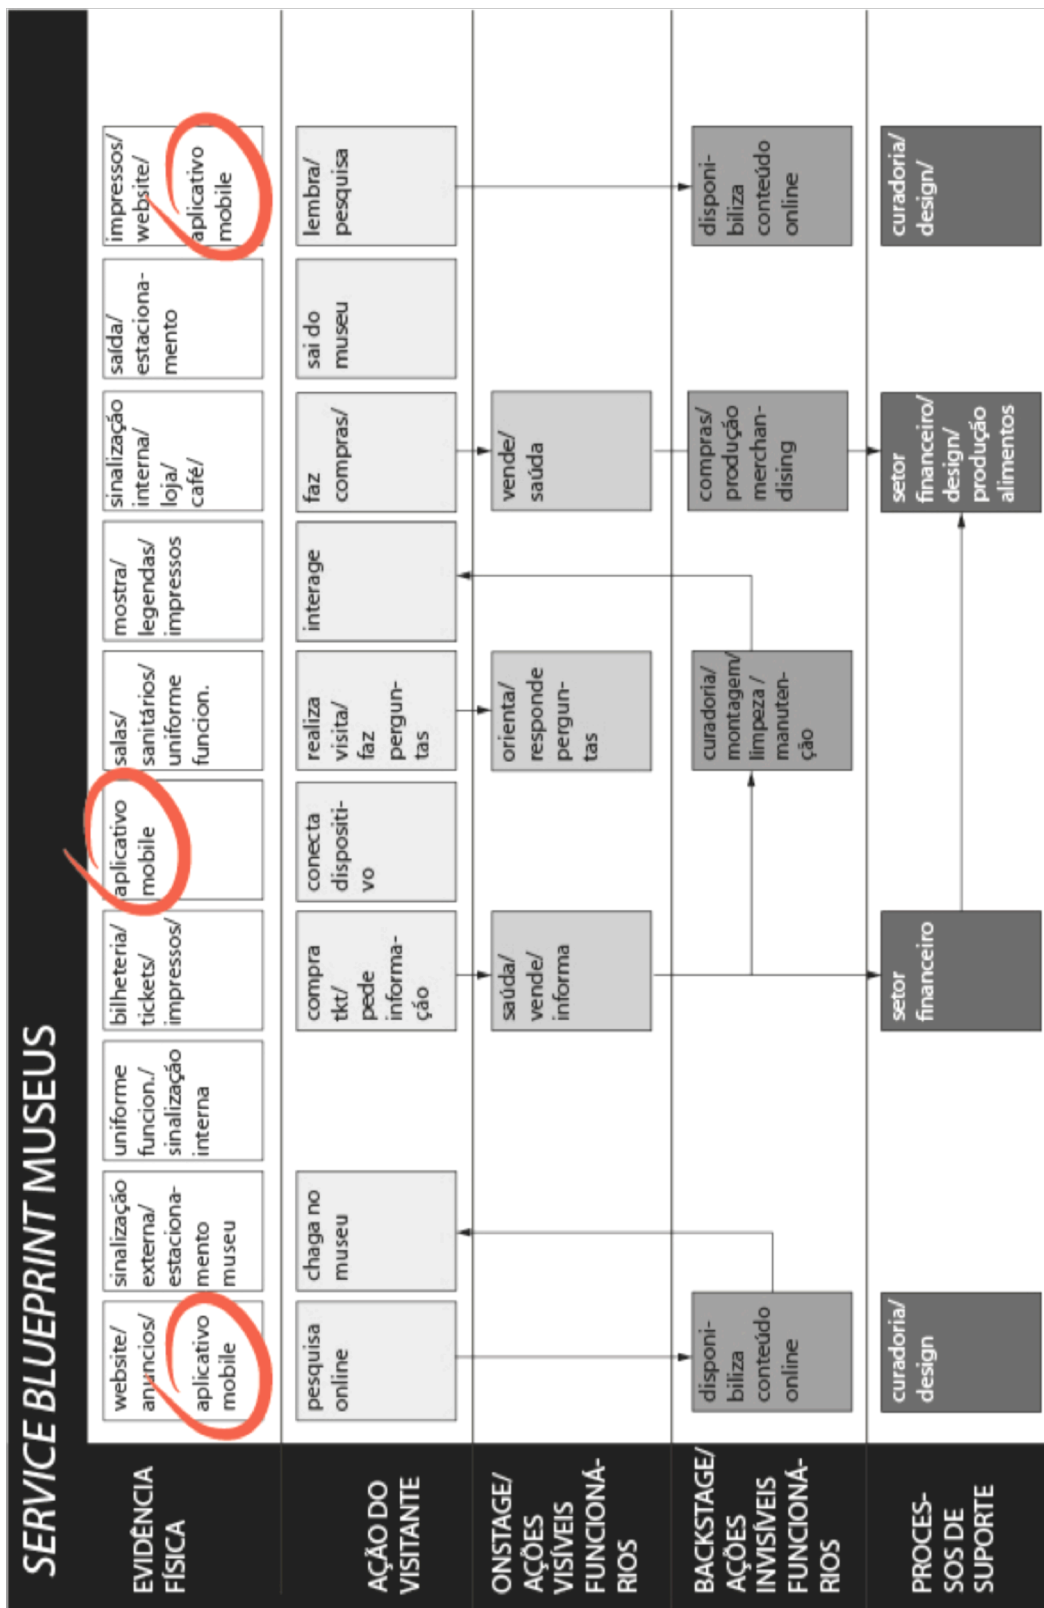 SERVICE BLUEPRINT MUSEUS
EVIDÊNCIA
FÍSICA
website/
anuncios/
aplicativo
mobile
sinalização
externa/
estaciona-
mento
museu
uniforme
funcion./
sinalização
interna
bilheteria/
tickets/
impressos/
aplicativo
mobile
salas/
sanitários/
uniforme
funcion.
mostra/
legendas/
impressos
sinalização
interna/
loja/
café/
saída/
estaciona-
mento
impressos/
website/
aplicativo
mobile
AÇÃO DO
VISITANTE
pesquisa
online
chaga no
museu
compra
tkt/
pede
informa-
ção
conecta
dispositi-
vo
realiza
visita/
faz
pergun-
tas
interage
faz
compras/
sai do
museu
lembra/
pesquisa
ONSTAGE/
AÇÕES
VISÍVEIS
FUNCIONÁ-
RIOS
saúda/
vende/
informa
orienta/
responde
pergun-
tas
vende/
saúda
BACKSTAGE/
AÇÕES
INVISÍVEIS
FUNCIONÁ-
RIOS
disponi-
biliza
conteúdo
online
curadoria/
montagem/
limpeza /
manuten-
ção
compras/
produção
merchan-
dising
disponi-
biliza
conteúdo
online
PROCES-
SOS DE
SUPORTE
curadoria/
design
setor
financeiro
setor
financeiro/
design/
produção
alimentos
curadoria/
design/